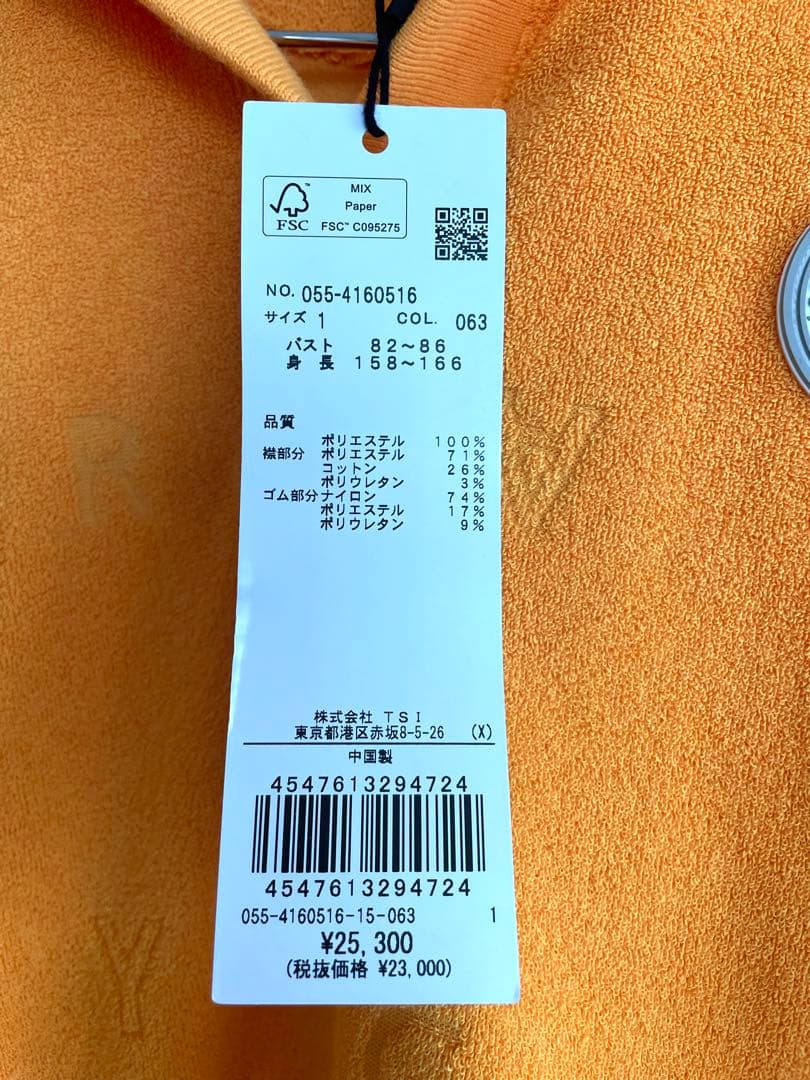 MIX
Paper
FSC™ C095275
FSC
NO. 055-4160516
サイズ 1 COL. 063
バスト 82～86
身 長 158～166
品質
ポリエステル 100%
襟部分 ポリエステル 71%
コットン 26%
ポリウレタン 3%
ゴム部分 ナイロン 74%
ポリエステル 17%
ポリウレタン 9%
株式会社 TSI
東京都港区赤坂8-5-26 (X)
中国製
4547613294724
4547613294724
055-4160516-15-063 1
¥25,300
(税抜価格 ¥23,000)
R
Y